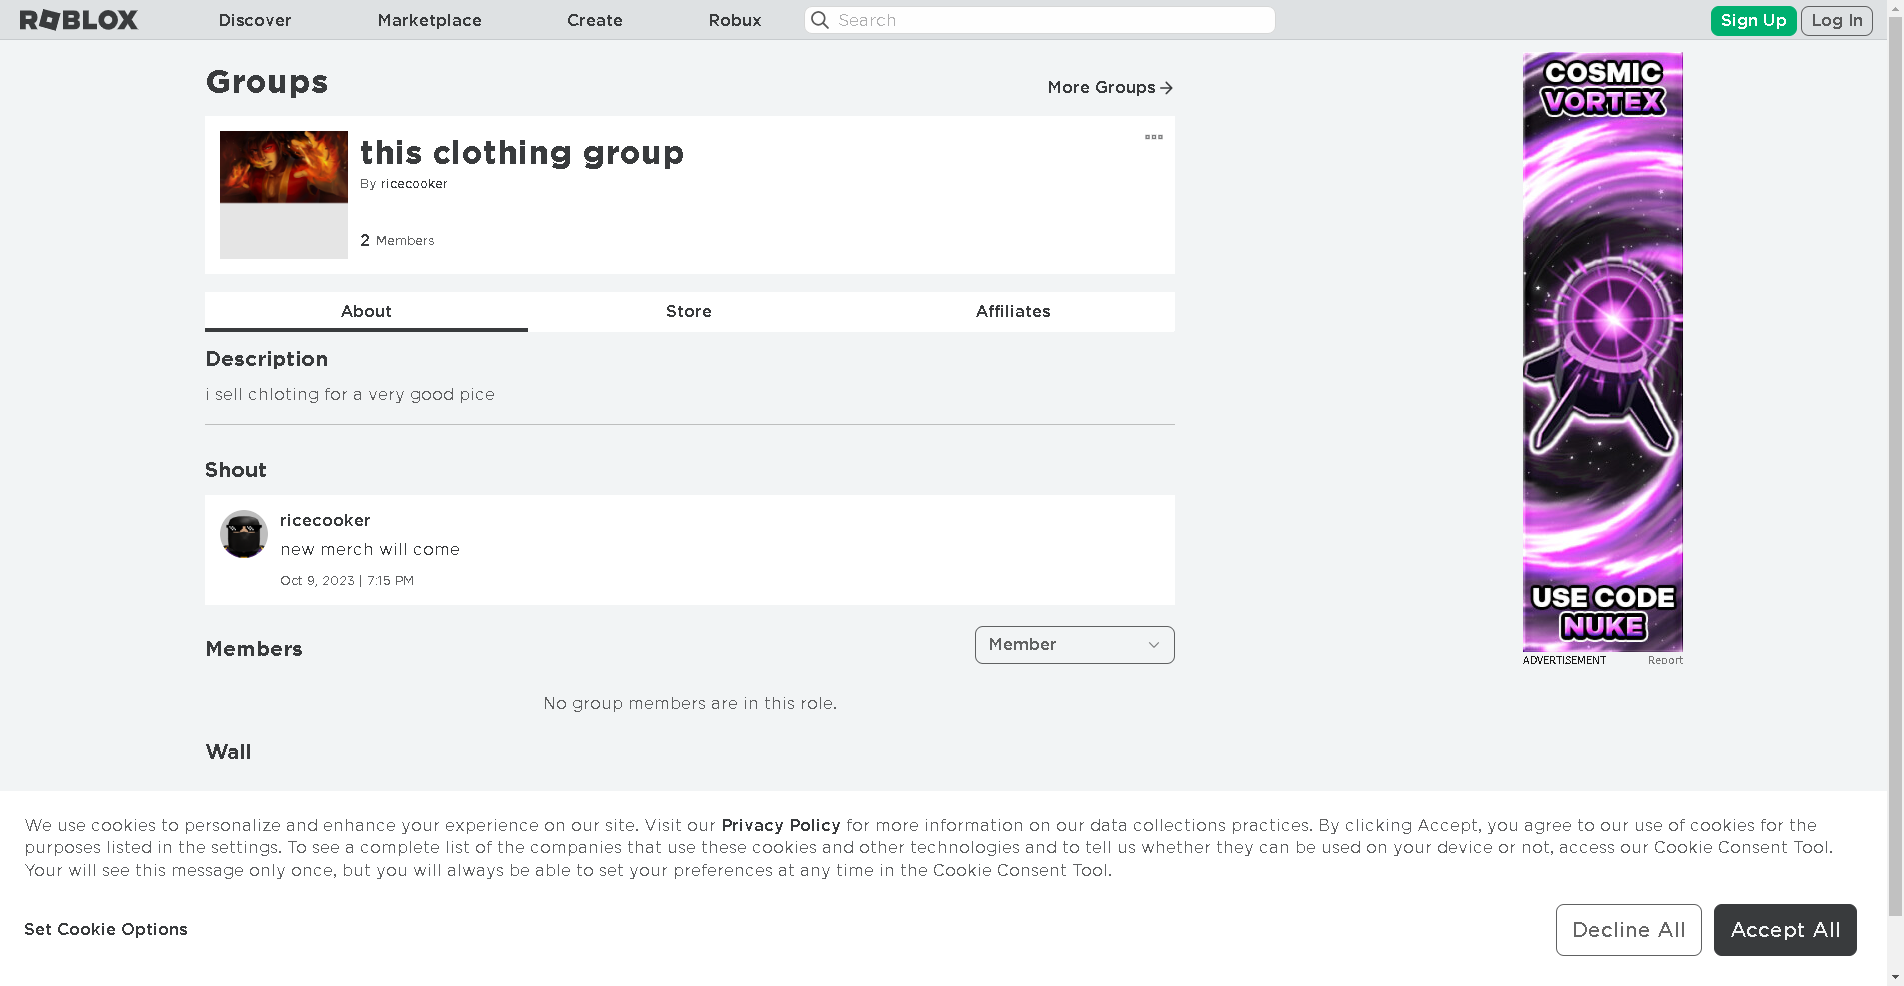 ROBLOX Discover Marketplace Create Robux Search Sign Up Log In
Groups
More Groups
this clothing group
By ricecooker
2 Members
About Store Affiliates
Description
i sell chloting for a very good pice
Shout
ricecooker
new merch will come
Oct 9, 2023 | 7:15 PM
Members
Member
No group members are in this role.
Wall
COSMIC
VORTEX
USE CODE
NUKE
ADVERTISEMENT Report
We use cookies to personalize and enhance your experience on our site. Visit our Privacy Policy for more information on our data collections practices. By clicking Accept, you agree to our use of cookies for the
purposes listed in the settings. To see a complete list of the companies that use these cookies and other technologies and to tell us whether they can be used on your device or not, access our Cookie Consent Tool.
Your will see this message only once, but you will always be able to set your preferences at any time in the Cookie Consent Tool.
Set Cookie Options
Decline All Accept All